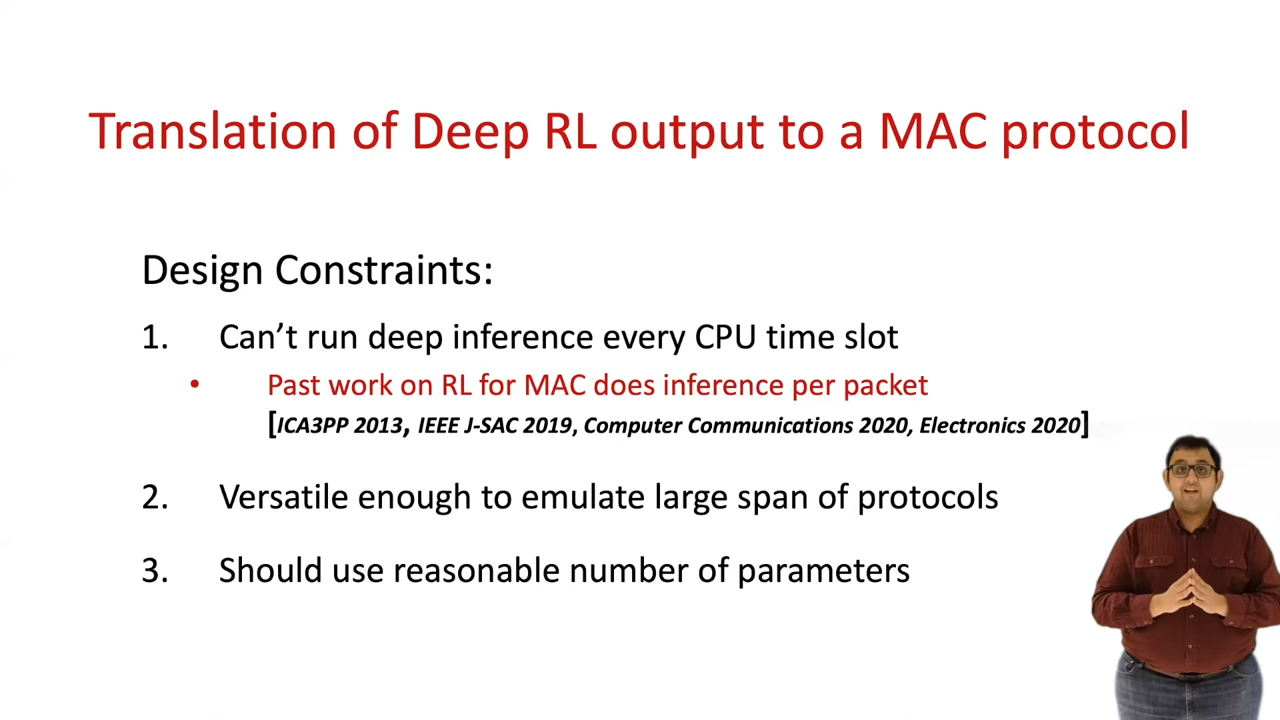 Translation of Deep RL output to a MAC protocol
Design Constraints:
1. Can’t run deep inference every CPU time slot
• Past work on RL for MAC does inference per packet
[ICA3PP 2013, IEEE J-SAC 2019, Computer Communications 2020, Electronics 2020]
2. Versatile enough to emulate large span of protocols
3. Should use reasonable number of parameters